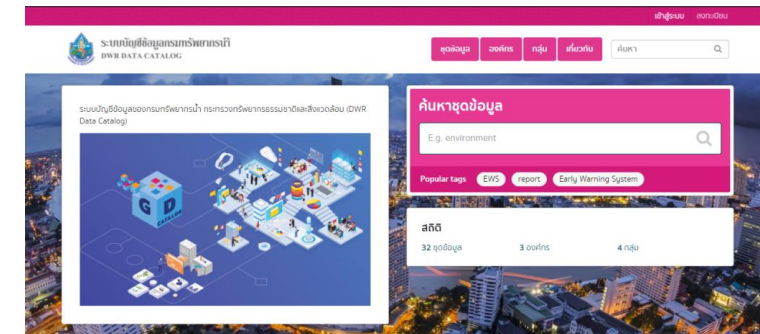 เข้าสู่ระบบ ลงทะเบียน
ระบบบัญชีข้อมูลกรมทรัพยากรน้ำ
DWR DATA CATALOG
ชุดข้อมูล องค์กร กลุ่ม เกี่ยวกับ ค้นหา
ระบบบัญชีข้อมูลของกรมทรัพยากรน้ำ กระทรวงทรัพยากรธรรมชาติและสิ่งแวดล้อม (DWR
Data Catalog)
G D
CATALOG
ค้นหาชุดข้อมูล
E.g. environment
Popular tags EWS report Early Warning System
สถิติ
32 ชุดข้อมูล 3 องค์กร 4 กลุ่ม